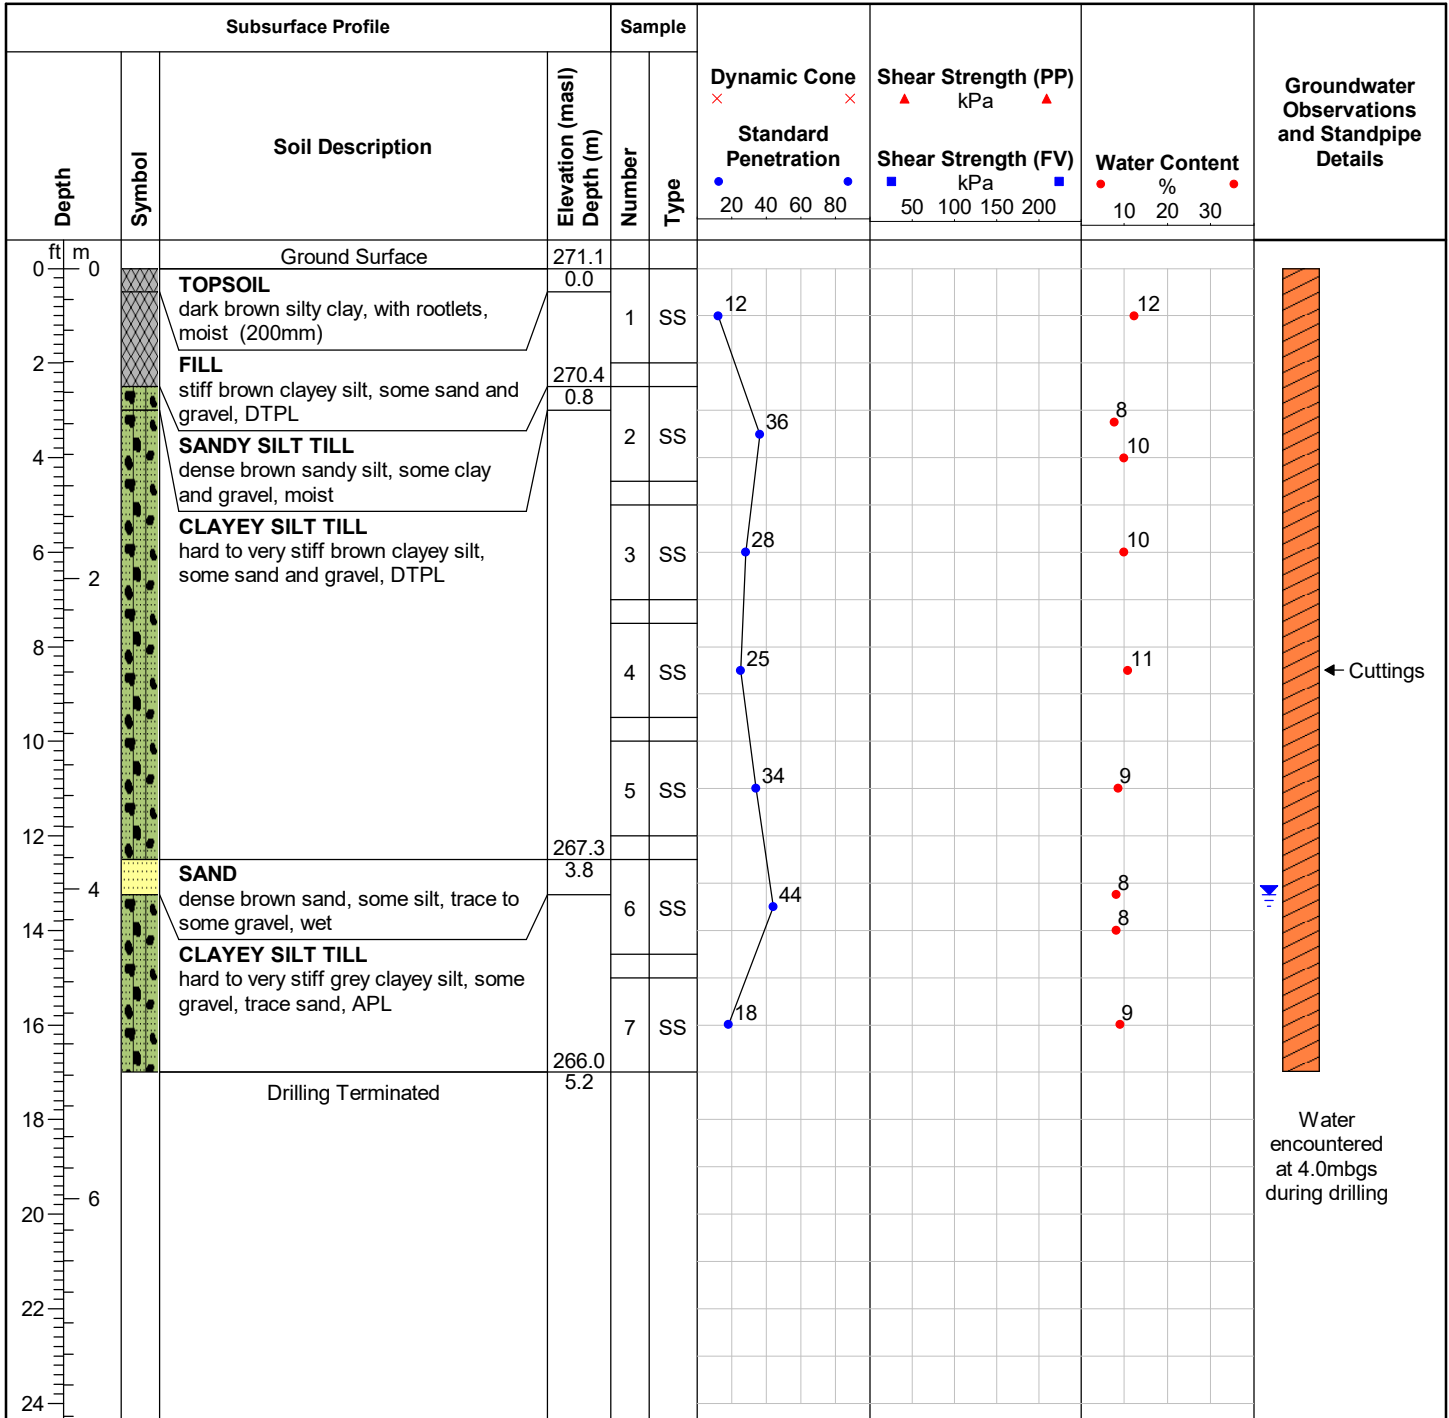 Subsurface Profile
Sample
Depth
Symbol
Soil Description
Elevation (masl)
Depth (m)
Number
Type
Dynamic Cone
Standard
Penetration
20 40 60 80
Shear Strength (PP)
kPa
Shear Strength (FV)
kPa
50 100 150 200
Water Content
%
10 20 30
Groundwater
Observations
and Standpipe
Details
ft m
Ground Surface
271.1
0 0
0.0
TOPSOIL
dark brown silty clay, with rootlets,
moist (200mm)
1 SS
12
12
2
FILL
stiff brown clayey silt, some sand and
gravel, DTPL
270.4
0.8
2 SS
36
8
10
4
SANDY SILT TILL
dense brown sandy silt, some clay
and gravel, moist
CLAYEY SILT TILL
hard to very stiff brown clayey silt,
some sand and gravel, DTPL
6
2
3 SS
28
10
8
4 SS
25
11
Cuttings
10
5 SS
34
9
12
267.3
3.8
SAND
dense brown sand, some silt, trace to
some gravel, wet
4
6 SS
44
8
8
14
CLAYEY SILT TILL
hard to very stiff grey clayey silt, some
gravel, trace sand, APL
16
7 SS
18
9
266.0
5.2
Drilling Terminated
18
Water
encountered
at 4.0mbgs
during drilling
6
20
22
24